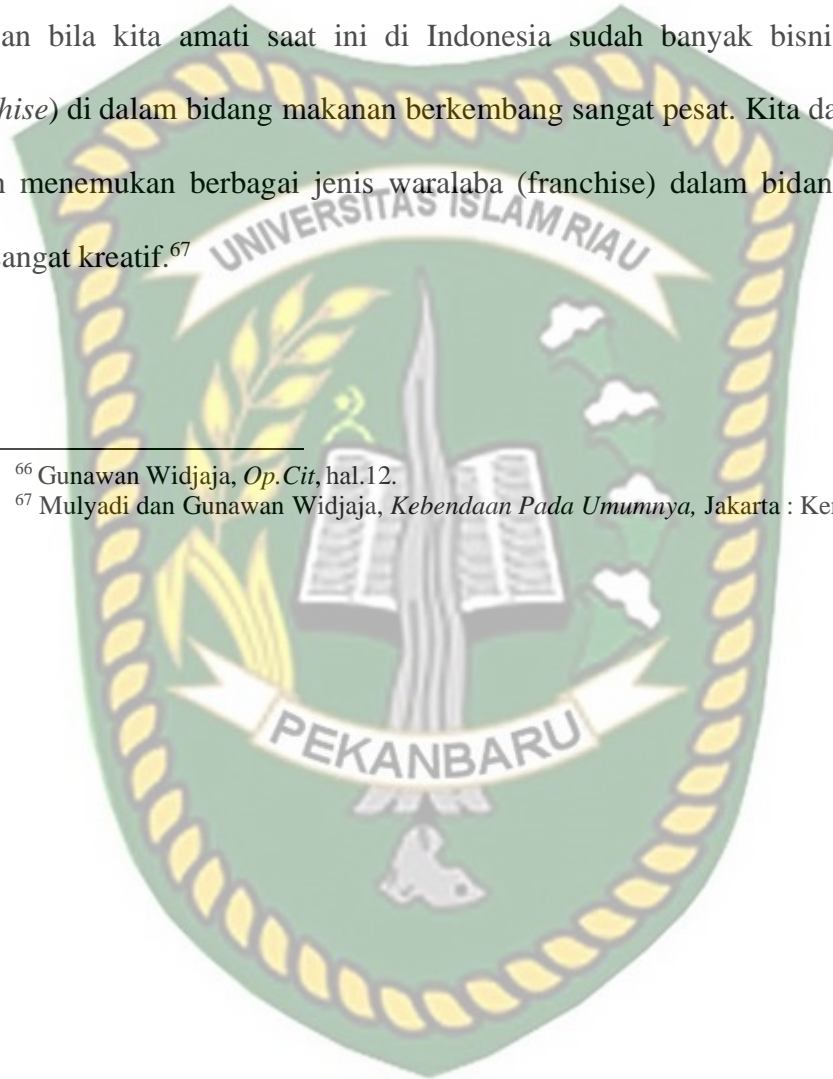 an bila kita amati saat ini di Indonesia sudah banyak bisni
hise) di dalam bidang makanan berkembang sangat pesat. Kita da
n menemukan berbagai jenis waralaba (franchise) dalam bidan
angat kreatif.⁶⁷
UNIVERSITAS ISLAM RIAU
⁶⁶ Gunawan Widjaja, Op.Cit, hal.12.
⁶⁷ Mulyadi dan Gunawan Widjaja, Kebendaan Pada Umumnya, Jakarta : Ke
PEKANBARU